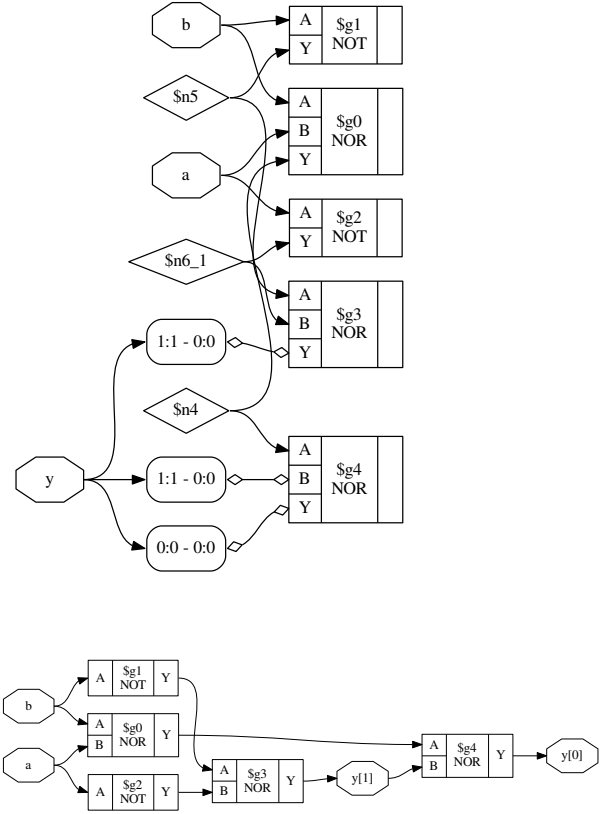 b
A
$g1
NOT
Y
$n5
A
$g0
NOR
B
Y
a
A
$g2
NOT
Y
$n6_1
A
$g3
NOR
B
Y
1:1 - 0:0
$n4
A
$g4
NOR
B
Y
y
1:1 - 0:0
0:0 - 0:0
b
A
$g1
NOT
Y
A
B
$g0
NOR
Y
a
A
$g2
NOT
Y
A
B
$g3
NOR
Y
y[1]
A
B
$g4
NOR
Y
y[0]